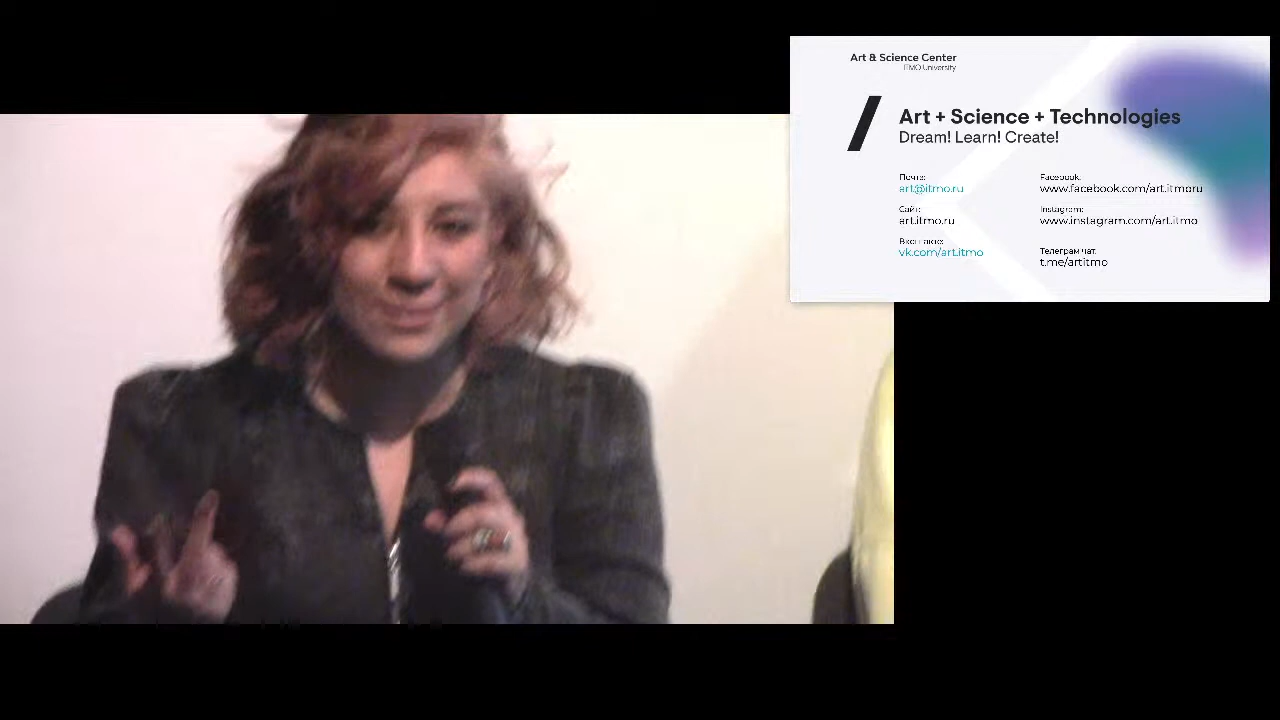 Art & Science Center
ITMO University
Art + Science + Technologies
Dream! Learn! Create!
Почта:
art@itmo.ru
Сайт:
art.itmo.ru
Вконтакте:
vk.com/art.itmo
Facebook:
www.facebook.com/art.itmoru
Instagram:
www.instagram.com/art.itmo
Телеграм чат:
t.me/artitmo